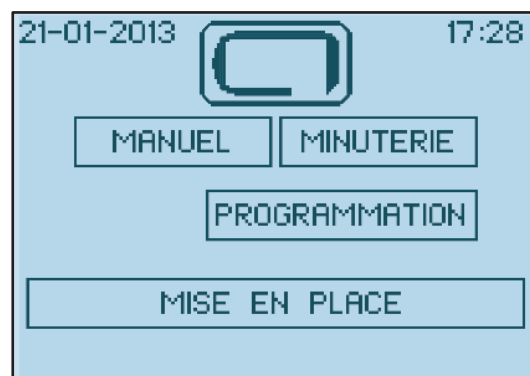 21-01-2013 17:28
MANUEL MINUTERIE
PROGRAMMATION
MISE EN PLACE